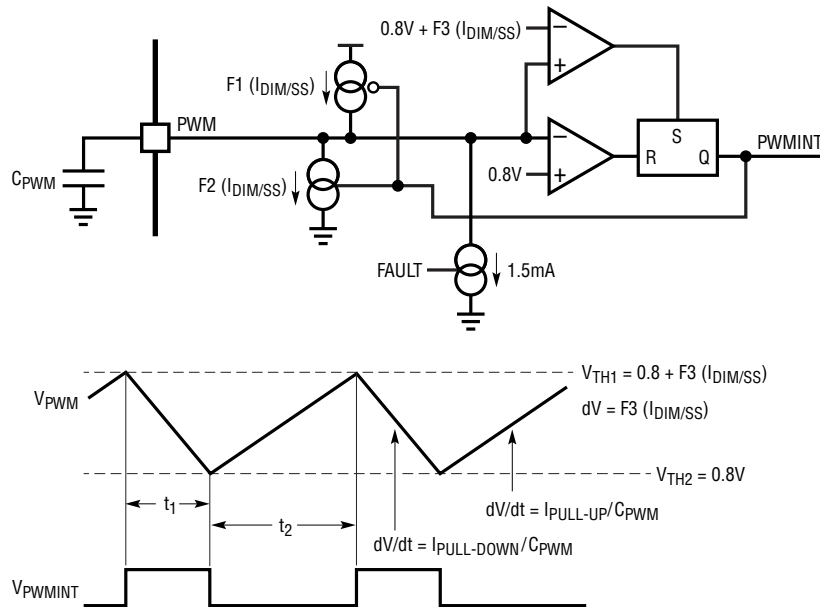 0.8V + F3 (IDIM/SS)
−
+
F1 (IDIM/SS)
PWM
S
− 
PWMINT
R
Q
CPWM
F2 (IDIM/SS)
0.8V
+
FAULT
1.5mA
VTH1 = 0.8 + F3 (IDIM/SS)
VPWM
dV = F3 (IDIM/SS)
VTH2 = 0.8V
t1
t2
dV/dt = IPULL-UP/CPWM
dV/dt = IPULL-DOWN/CPWM
VPWMINT